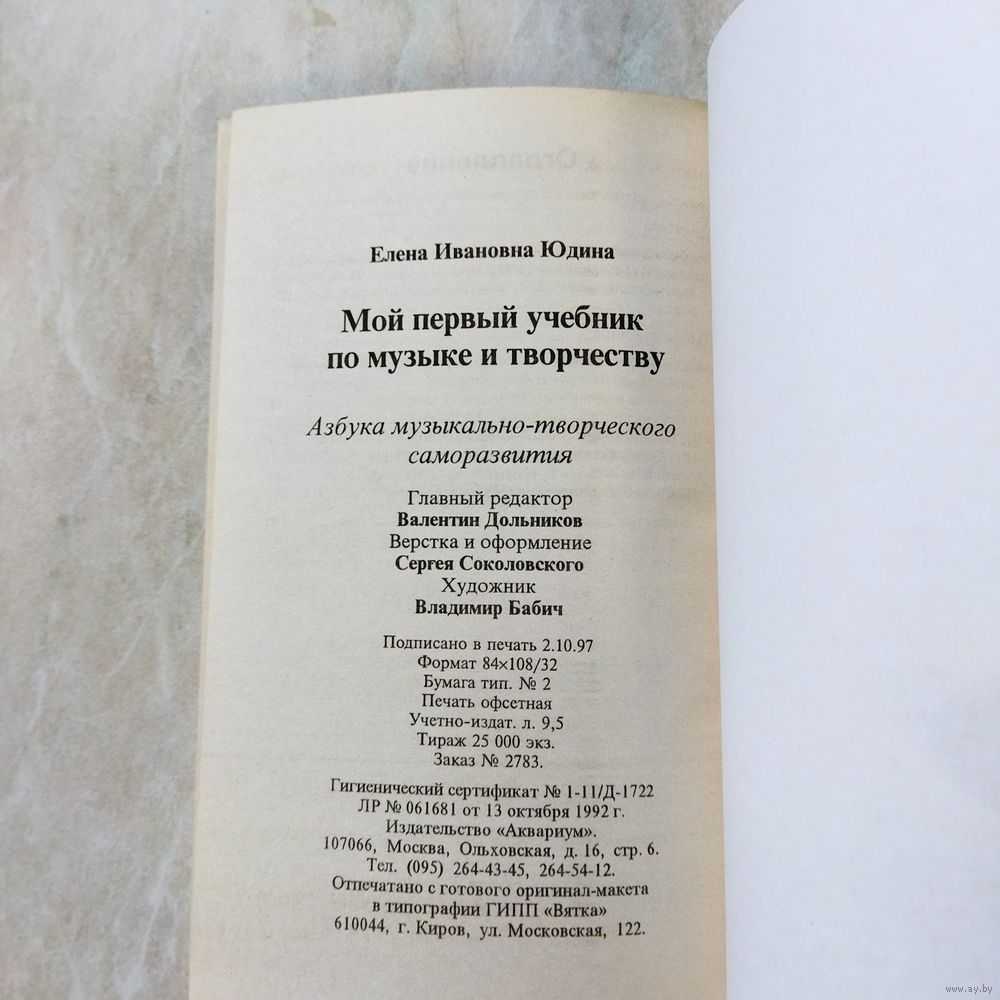 Елена Ивановна Юдина
Мой первый учебник
по музыке и творчеству
Азбука музыкально-творческого
саморазвития
Главный редактор
Валентин Дольников
Верстка и оформление
Сергея Соколовского
Художник
Владимир Бабич
Подписано в печать 2.10.97
Формат 84×108/32
Бумага тип. № 2
Печать офсетная
Учетно-издат. л. 9,5
Тираж 25 000 экз.
Заказ № 2783.
Гигиенический сертификат № 1-11/Д-1722
ЛР № 061681 от 13 октября 1992 г.
Издательство «Аквариум».
107066, Москва, Ольховская, д. 16, стр. 6.
Тел. (095) 264-43-45, 264-54-12.
Отпечатано с готового оригинал-макета
в типографии ГИПП «Вятка»
610044, г. Киров, ул. Московская, 122.
www.ay.by